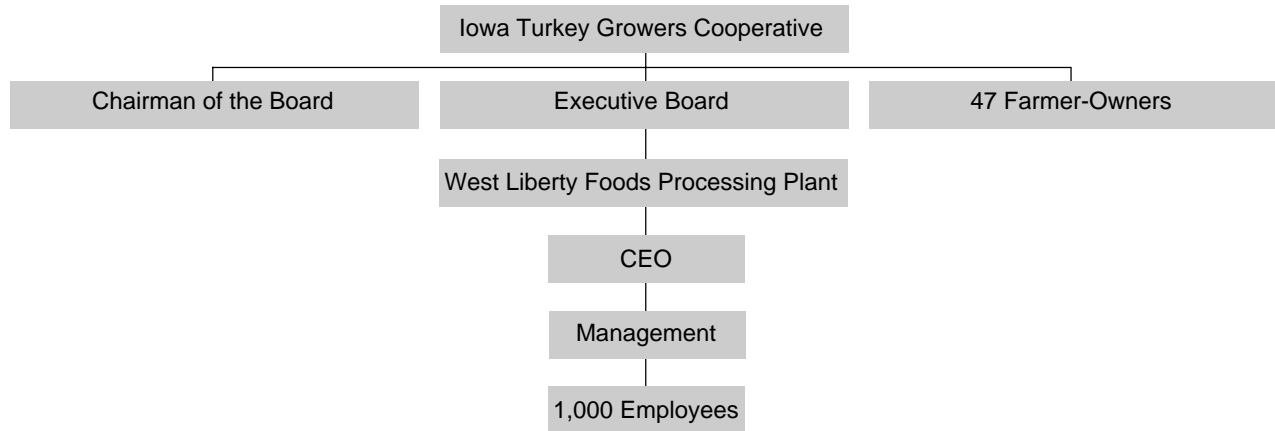 Iowa Turkey Growers Cooperative
Chairman of the Board
Executive Board
47 Farmer-Owners
West Liberty Foods Processing Plant
CEO
Management
1,000 Employees